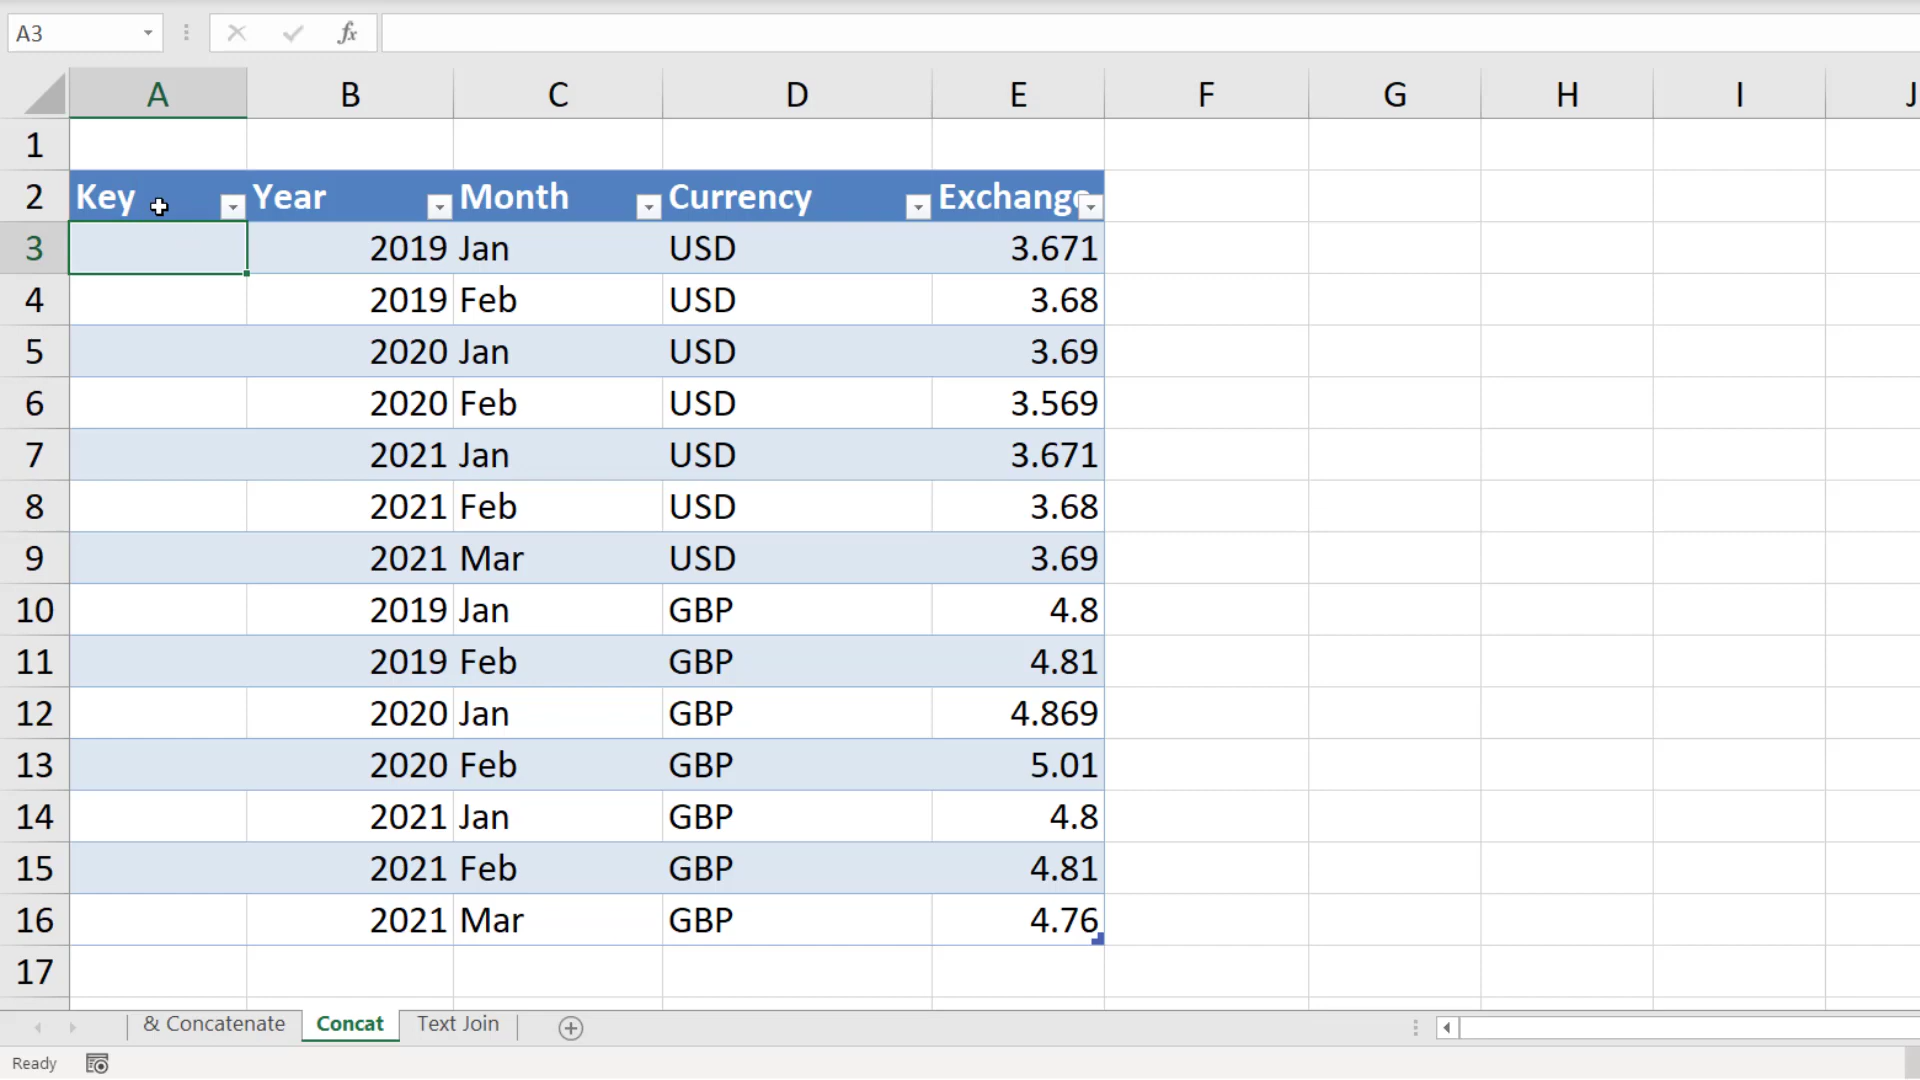 A3 fx
A B C D E F G H I J
1
2 Key Year Month Currency Exchange
3 2019 Jan USD 3.671
4 2019 Feb USD 3.68
5 2020 Jan USD 3.69
6 2020 Feb USD 3.569
7 2021 Jan USD 3.671
8 2021 Feb USD 3.68
9 2021 Mar USD 3.69
10 2019 Jan GBP 4.8
11 2019 Feb GBP 4.81
12 2020 Jan GBP 4.869
13 2020 Feb GBP 5.01
14 2021 Jan GBP 4.8
15 2021 Feb GBP 4.81
16 2021 Mar GBP 4.76
17
& Concatenate Concat Text Join
Ready